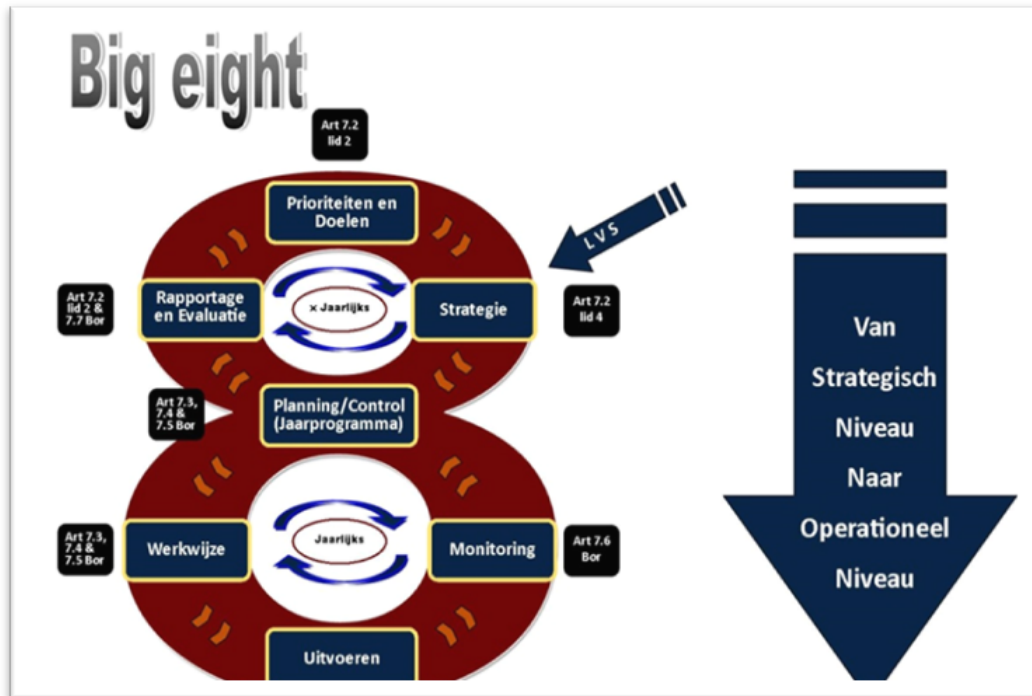 Big eight
Art 7.2
lid 2
Prioriteiten en
Doelen
LVS
Art 7.2
lid 2 &
7.7 Bor
Rapportage
en Evaluatie
x Jaarlijks
Strategie
Art 7.2
lid 4
Art 7.3,
7.4 &
7.5 Bor
Planning/Control
(Jaarprogramma)
Art 7.3,
7.4 &
7.5 Bor
Werkwijze
Jaarlijks
Monitoring
Art 7.6
Bor
Uitvoeren
Van
Strategisch
Niveau
Naar
Operationeel
Niveau